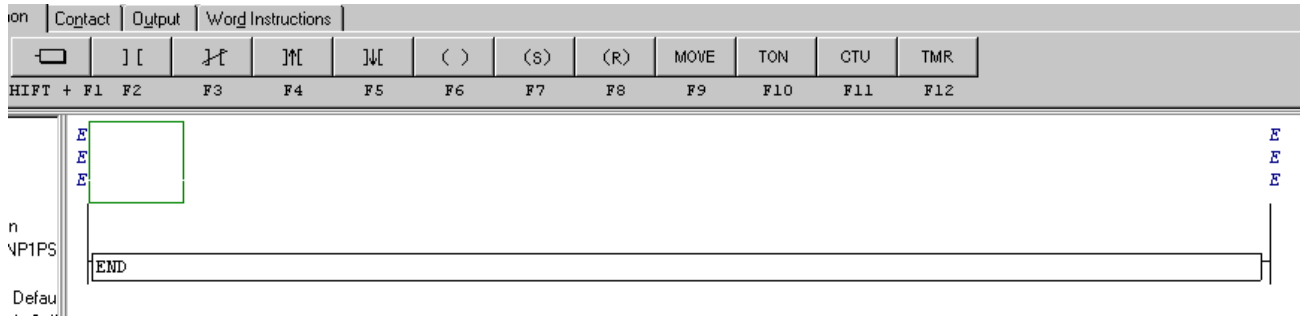 on Contact Output Word Instructions
] [ ]/[ ]↑[ ]↓[ ( ) (S) (R) MOVE TON CTU TMR
HIFT + F1 F2 F3 F4 F5 F6 F7 F8 F9 F10 F11 F12
E E
E E
E E
n
NP1PS
END
Defau